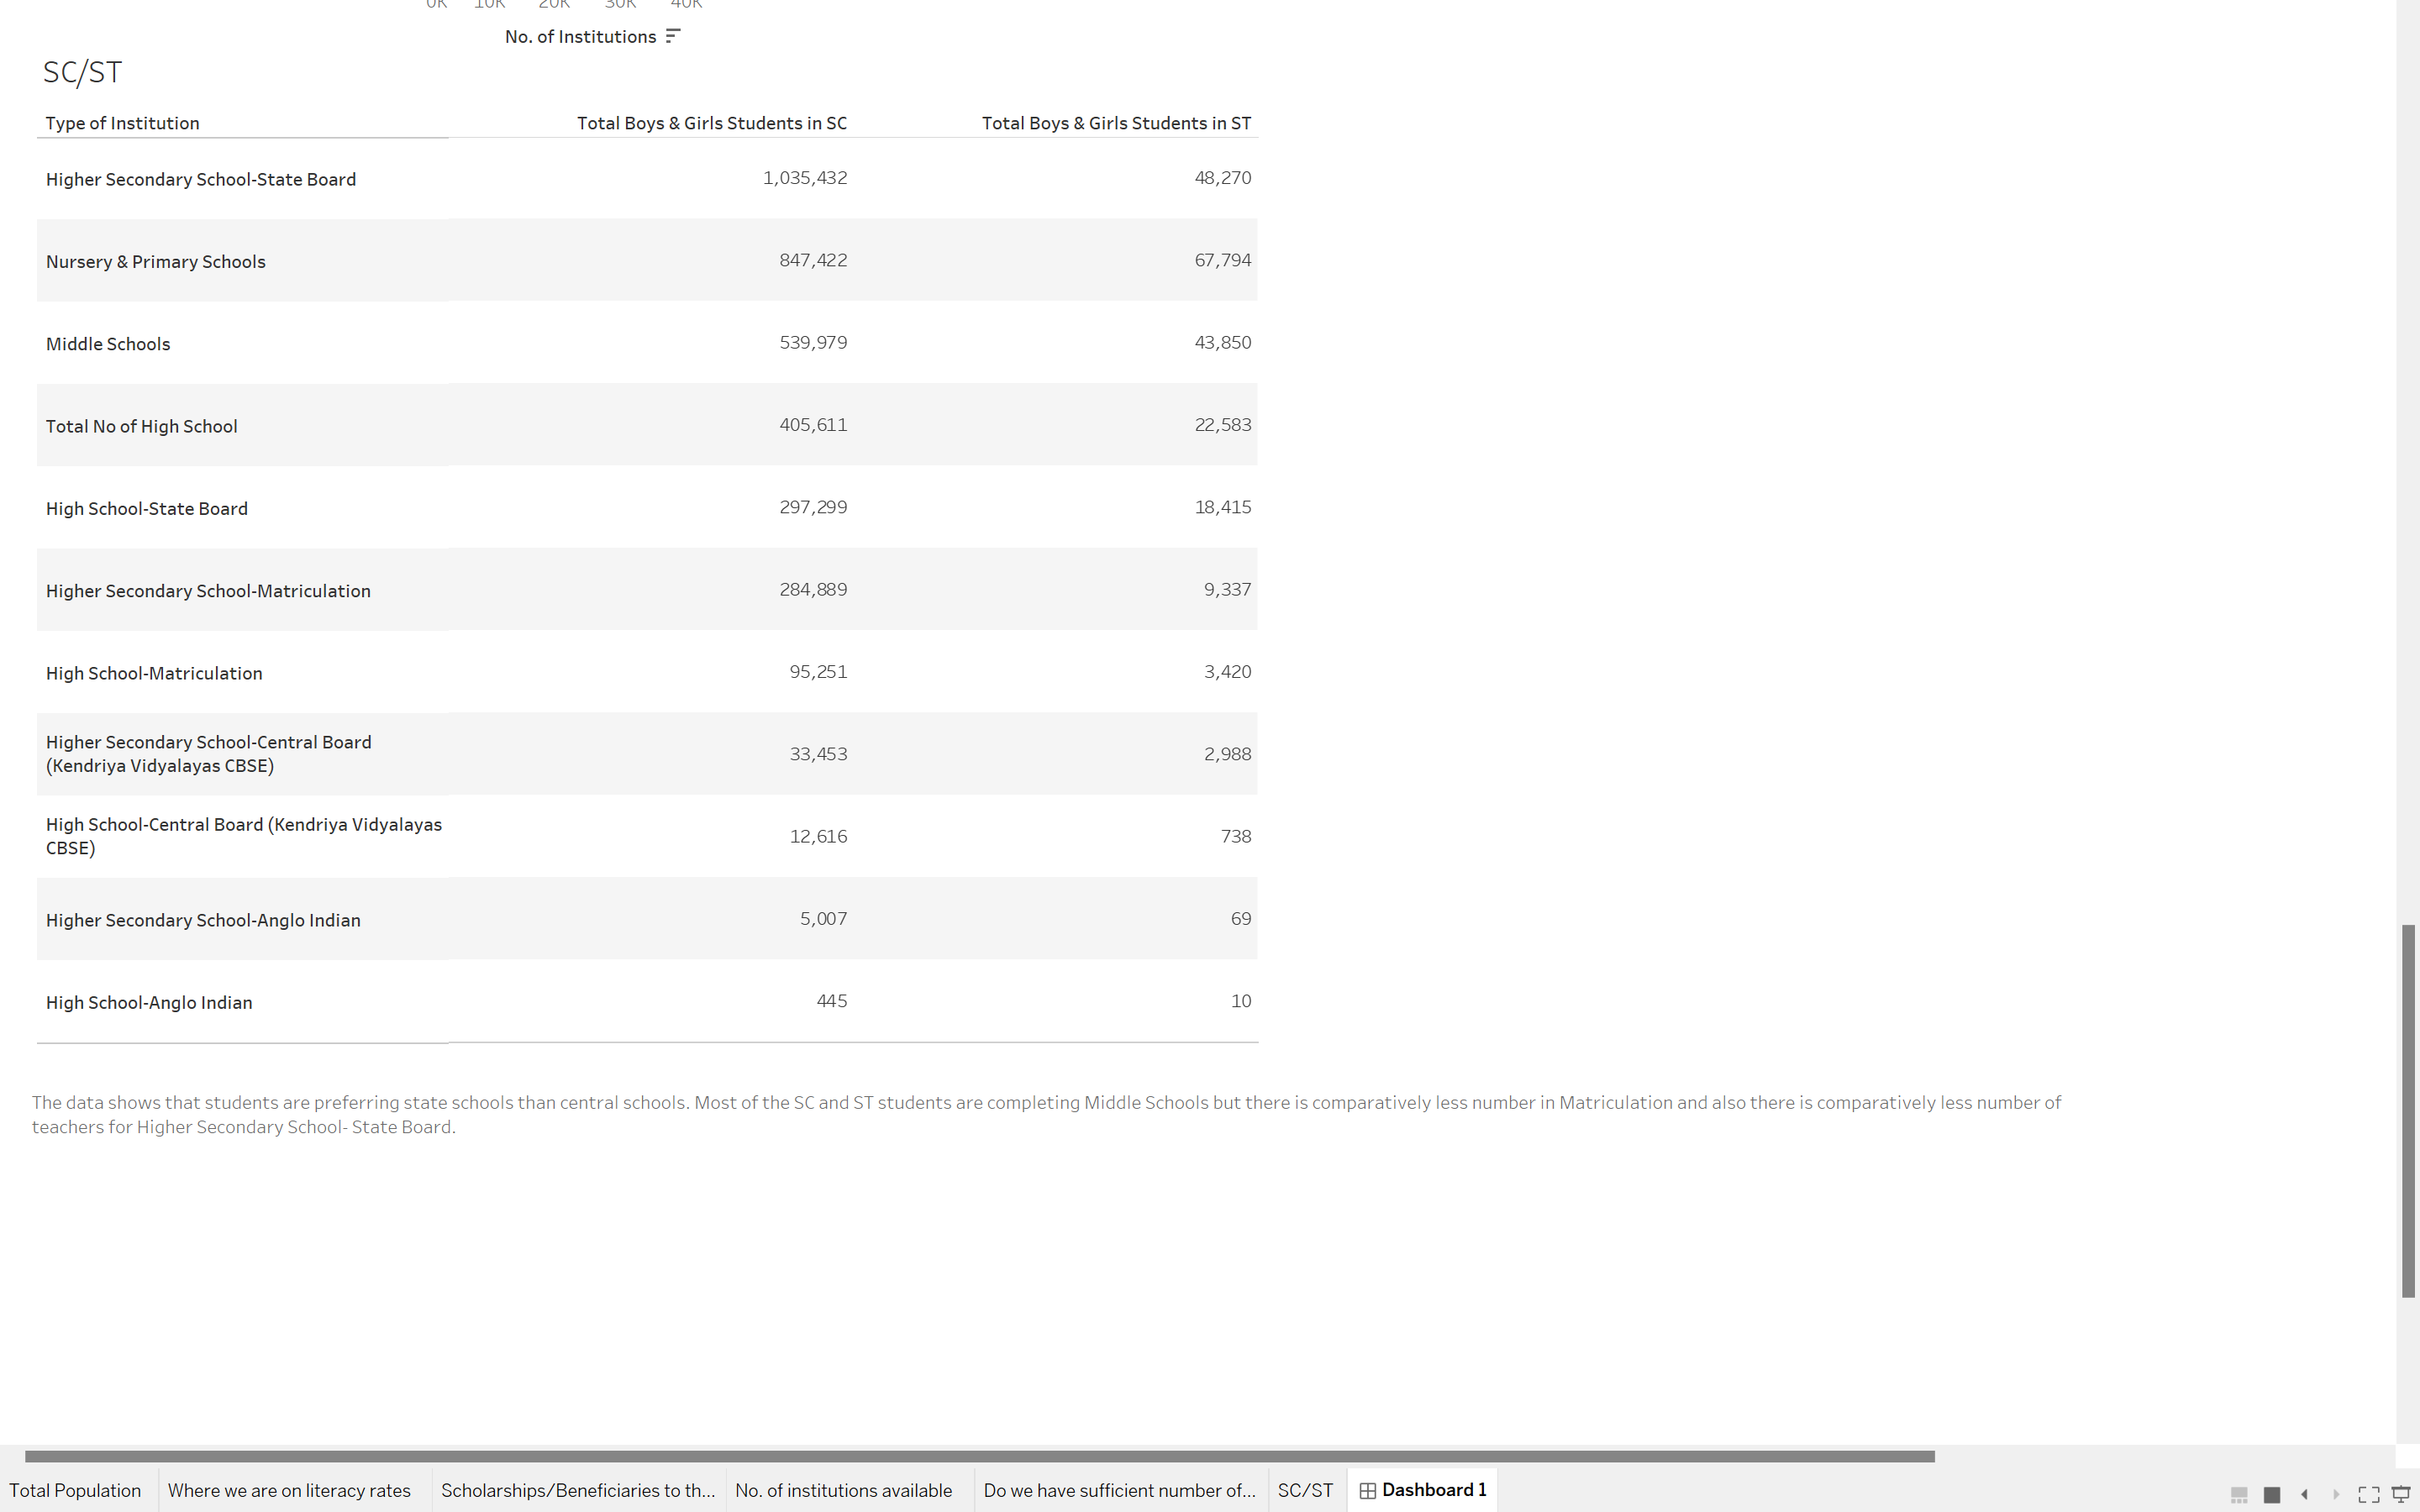 0K 10K 20K 30K 40K
No. of Institutions
SC/ST
Type of Institution Total Boys & Girls Students in SC Total Boys & Girls Students in ST
Higher Secondary School-State Board 1,035,432 48,270
Nursery & Primary Schools 847,422 67,794
Middle Schools 539,979 43,850
Total No of High School 405,611 22,583
High School-State Board 297,299 18,415
Higher Secondary School-Matriculation 284,889 9,337
High School-Matriculation 95,251 3,420
Higher Secondary School-Central Board
(Kendriya Vidyalayas CBSE) 33,453 2,988
High School-Central Board (Kendriya Vidyalayas
CBSE) 12,616 738
Higher Secondary School-Anglo Indian 5,007 69
High School-Anglo Indian 445 10
The data shows that students are preferring state schools than central schools. Most of the SC and ST students are completing Middle Schools but there is comparatively less number in Matriculation and also there is comparatively less number of
teachers for Higher Secondary School- State Board.
Total Population Where we are on literacy rates Scholarships/Beneficiaries to th... No. of institutions available Do we have sufficient number of... SC/ST Dashboard 1